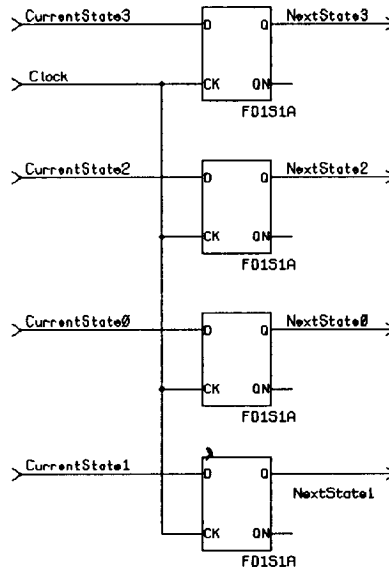 CurrentState3 NextState3
D Q
Clock
CK QN
FD1S1A
CurrentState2 NextState2
D Q
CK QN
FD1S1A
CurrentState0 NextState0
D Q
CK QN
FD1S1A
CurrentState1
D Q
NextState1
CK QN
FD1S1A